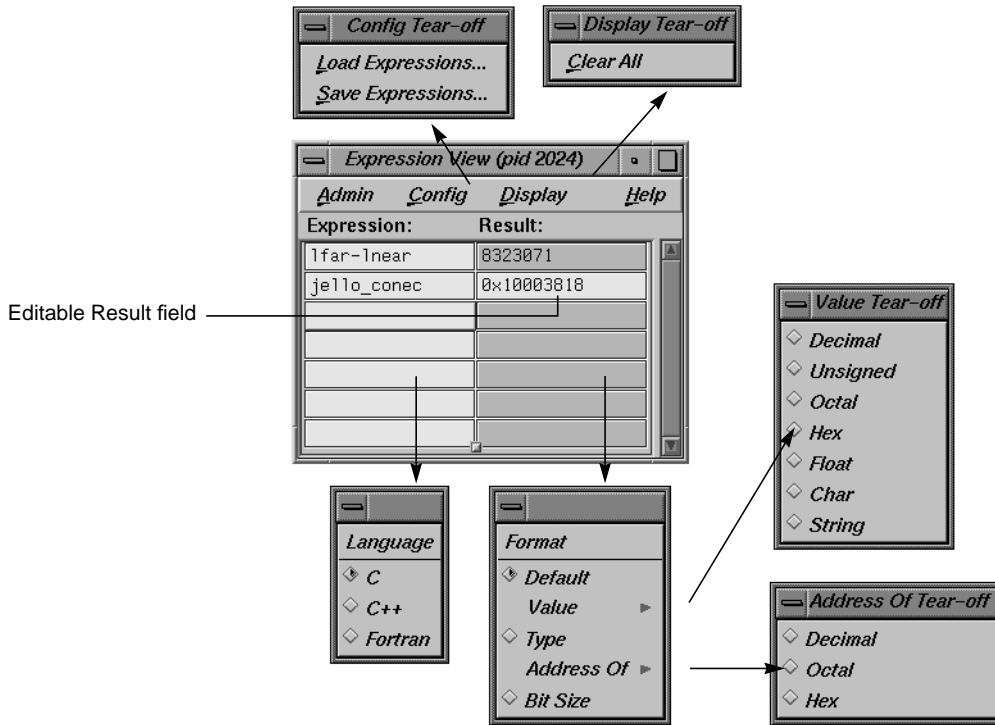 Config Tear-off
Load Expressions...
Save Expressions...
Display Tear-off
Clear All
Expression View (pid 2024)
Admin Config Display Help
Expression: Result:
lfar-lnear 8323071
jello_conec 0x10003818
Editable Result field
Value Tear-off
Decimal
Unsigned
Octal
Hex
Float
Char
String
Language
C
C++
Fortran
Format
Default
Value
Type
Address Of
Bit Size
Address Of Tear-off
Decimal
Octal
Hex